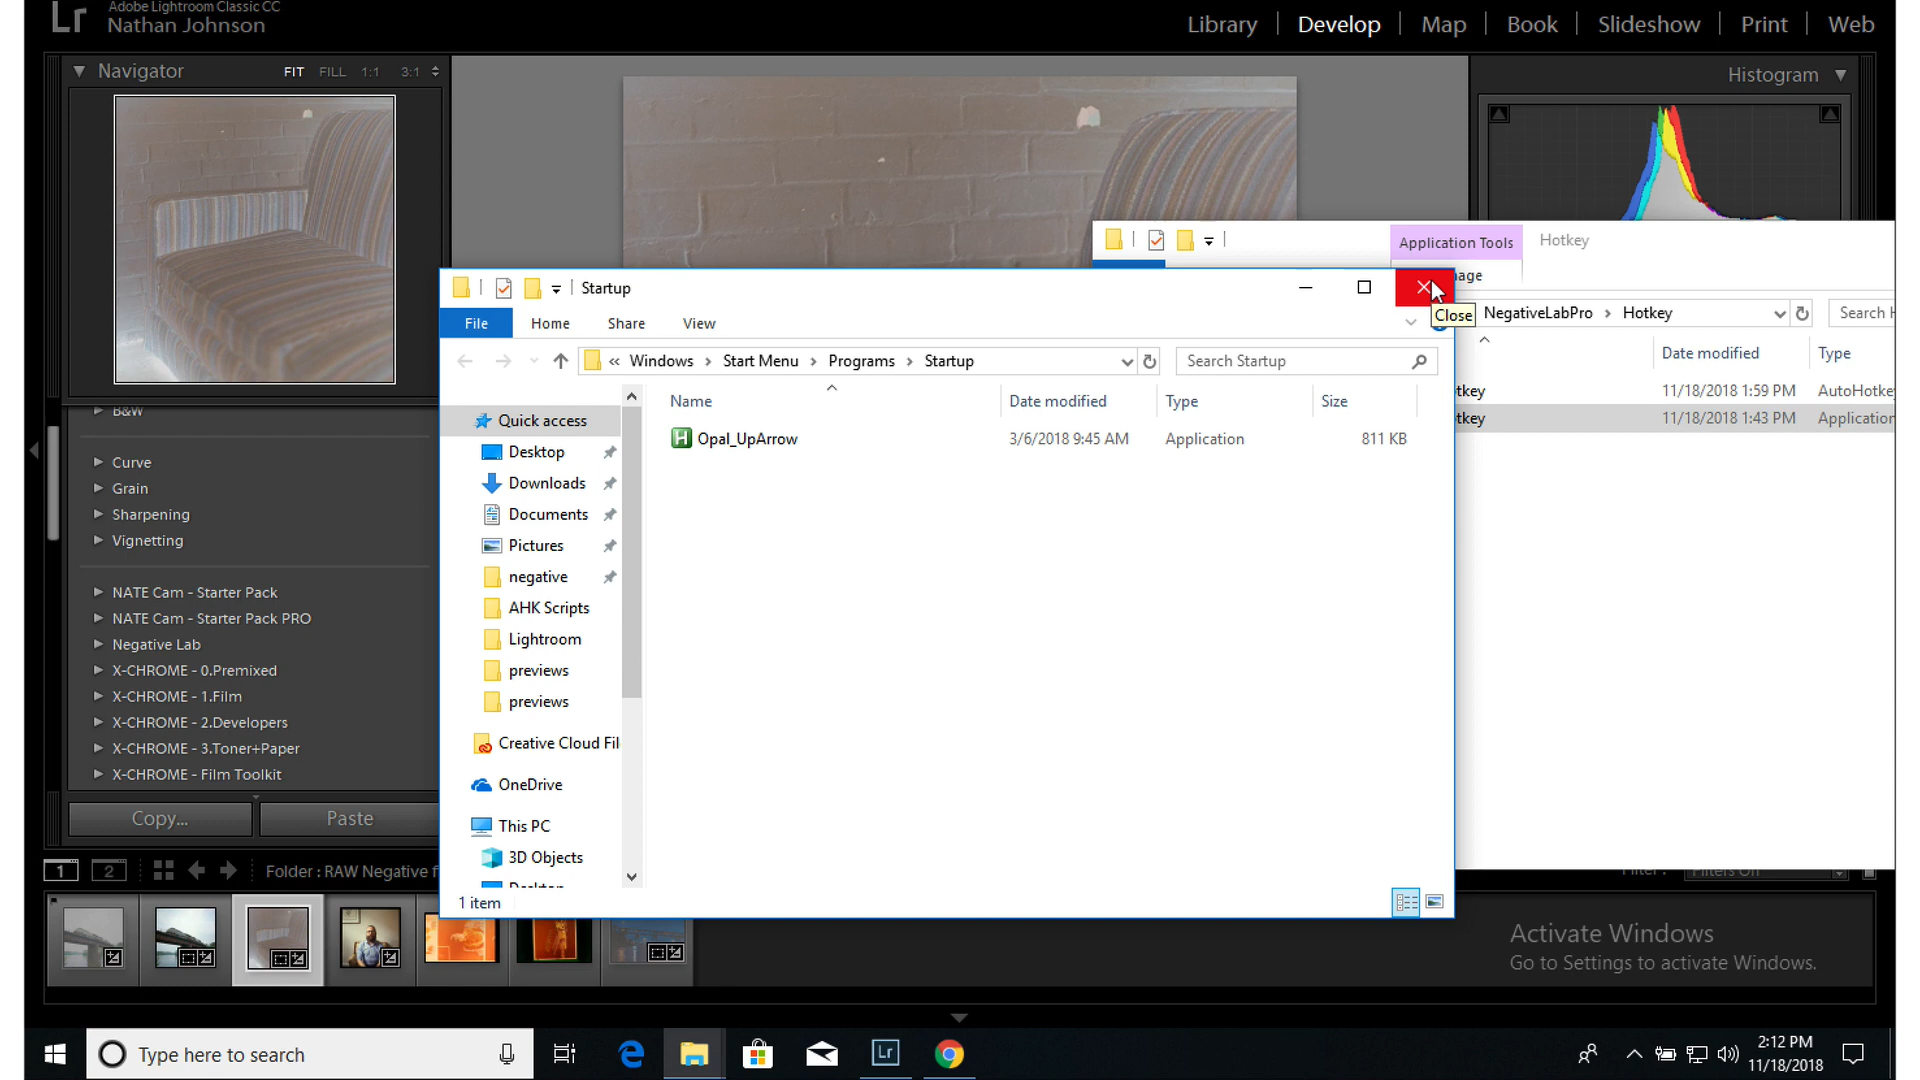 Lr
Adobe Lightroom Classic CC
Nathan Johnson
Library | Develop | Map | Book | Slideshow | Print | Web
Navigator FIT FILL 1:1 3:1
Histogram
B&W
Curve
Grain
Sharpening
Vignetting
NATE Cam - Starter Pack
NATE Cam - Starter Pack PRO
Negative Lab
X-CHROME - 0.Premixed
X-CHROME - 1.Film
X-CHROME - 2.Developers
X-CHROME - 3.Toner+Paper
X-CHROME - Film Toolkit
Copy... Paste
1 2 Folder : RAW Negative f
Application Tools Hotkey
NegativeLabPro > Hotkey Search H
Date modified Type
tkey 11/18/2018 1:59 PM AutoHotke
tkey 11/18/2018 1:43 PM Application
Startup
Close
File Home Share View
« Windows > Start Menu > Programs > Startup Search Startup
Name Date modified Type Size
Opal_UpArrow 3/6/2018 9:45 AM Application 811 KB
Quick access
Desktop
Downloads
Documents
Pictures
negative
AHK Scripts
Lightroom
previews
previews
Creative Cloud Fil
OneDrive
This PC
3D Objects
1 item
Activate Windows
Go to Settings to activate Windows.
Type here to search
Lr
2:12 PM
11/18/2018